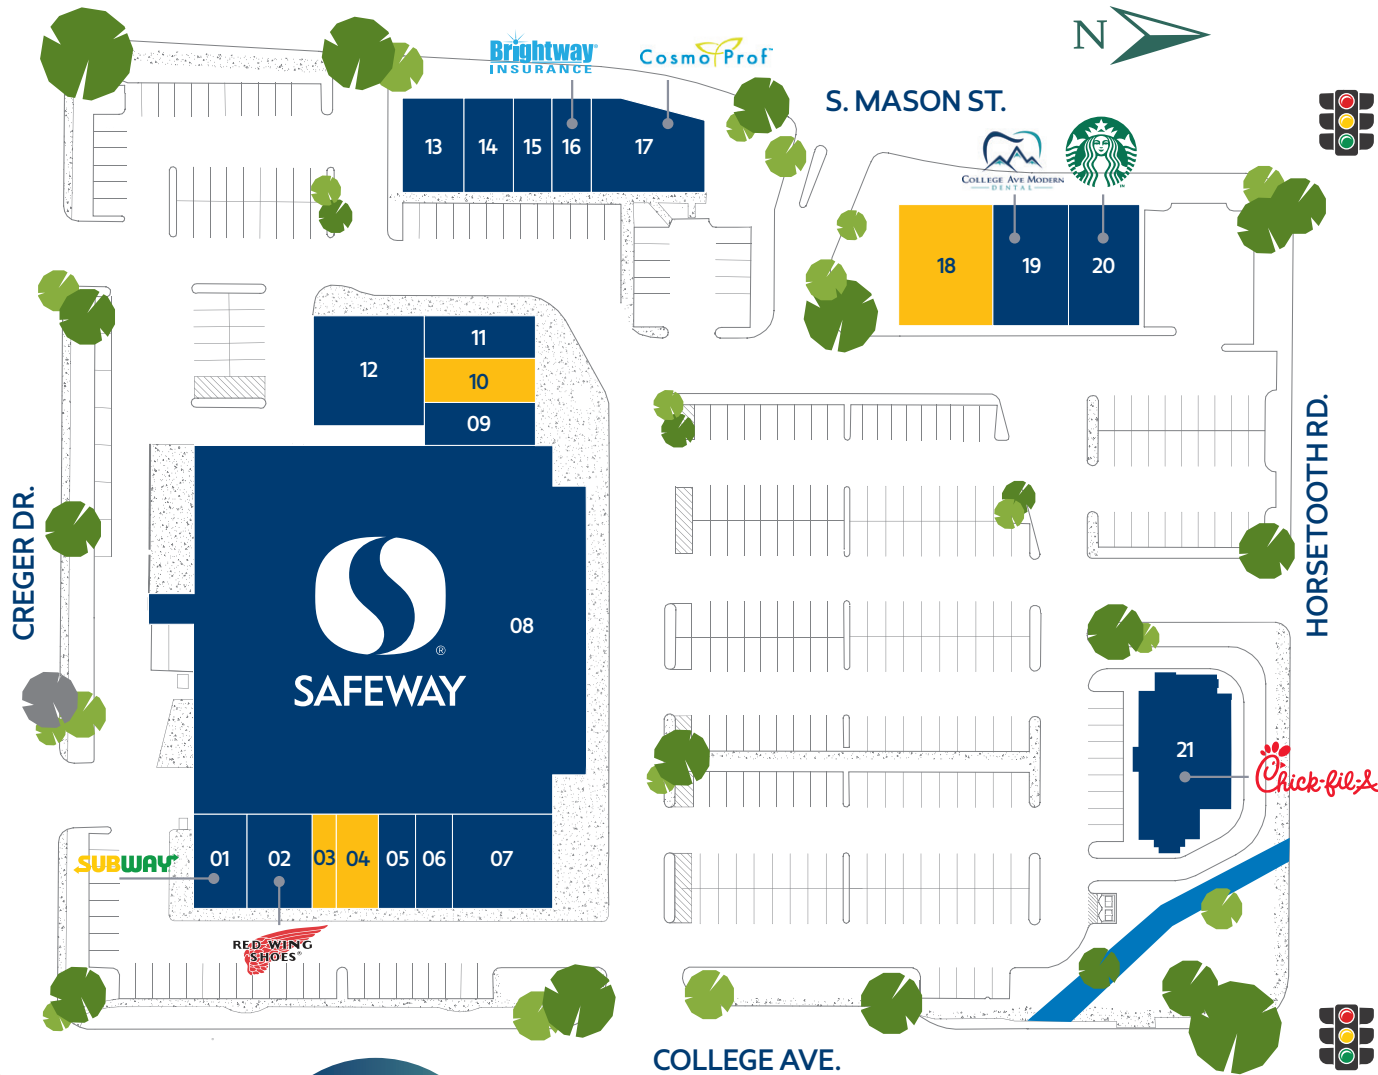 N
Brightway
INSURANCE
CosmoProf™
S. MASON ST.
13
14
15
16
17
COLLEGE AVE MODERN
DENTAL
18
19
20
11
12
10
09
HORSETOOTH RD.
CREGER DR.
08
®
SAFEWAY
21
Chick-fil-A
SUBWAY
01
02
03
04
05
06
07
RED WING
SHOES®
COLLEGE AVE.